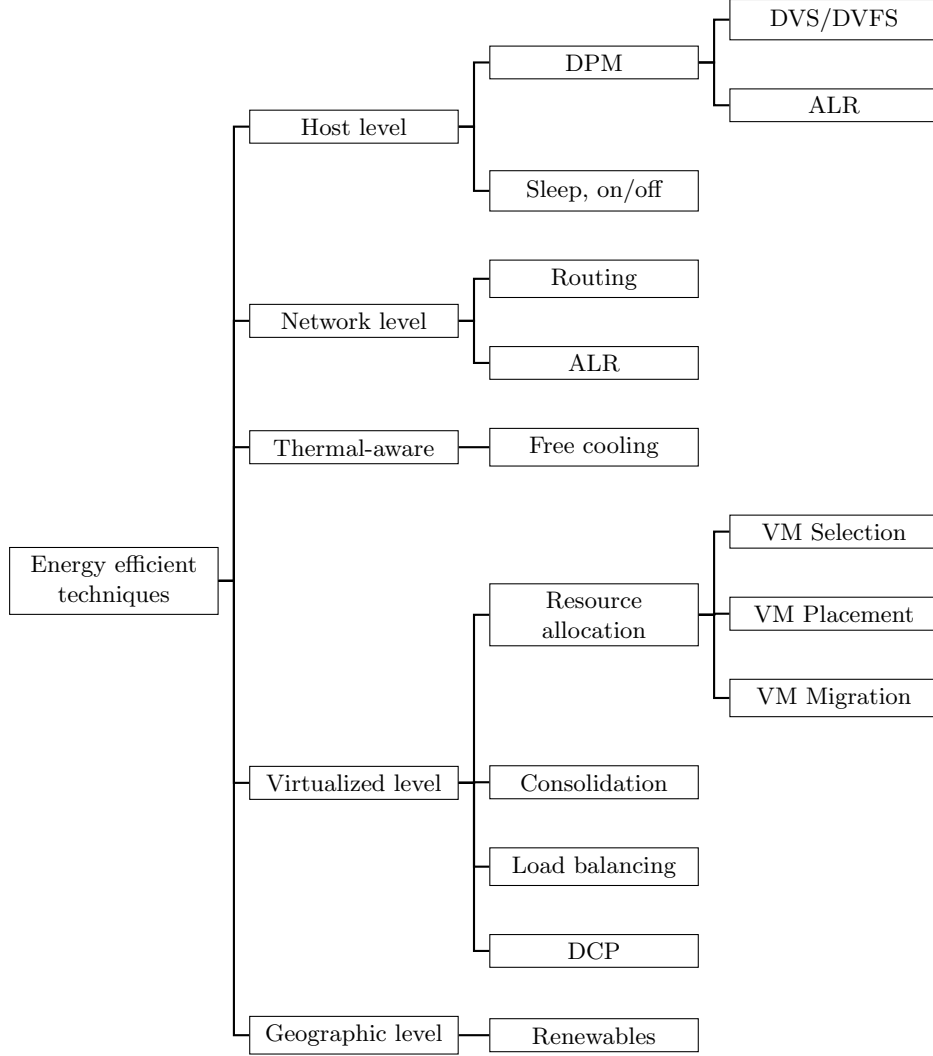 DVS/DVFS
DPM
ALR
Host level
Sleep, on/off
Routing
Network level
ALR
Thermal-aware
Free cooling
VM Selection
Energy efficient
techniques
Resource
allocation
VM Placement
VM Migration
Virtualized level
Consolidation
Load balancing
DCP
Geographic level
Renewables